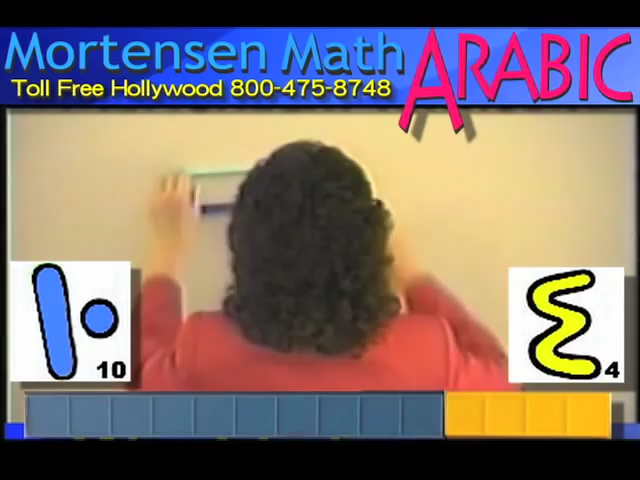 Mortensen Math
ARABIC
Toll Free Hollywood 800-475-8748
١٠
10
٤
4